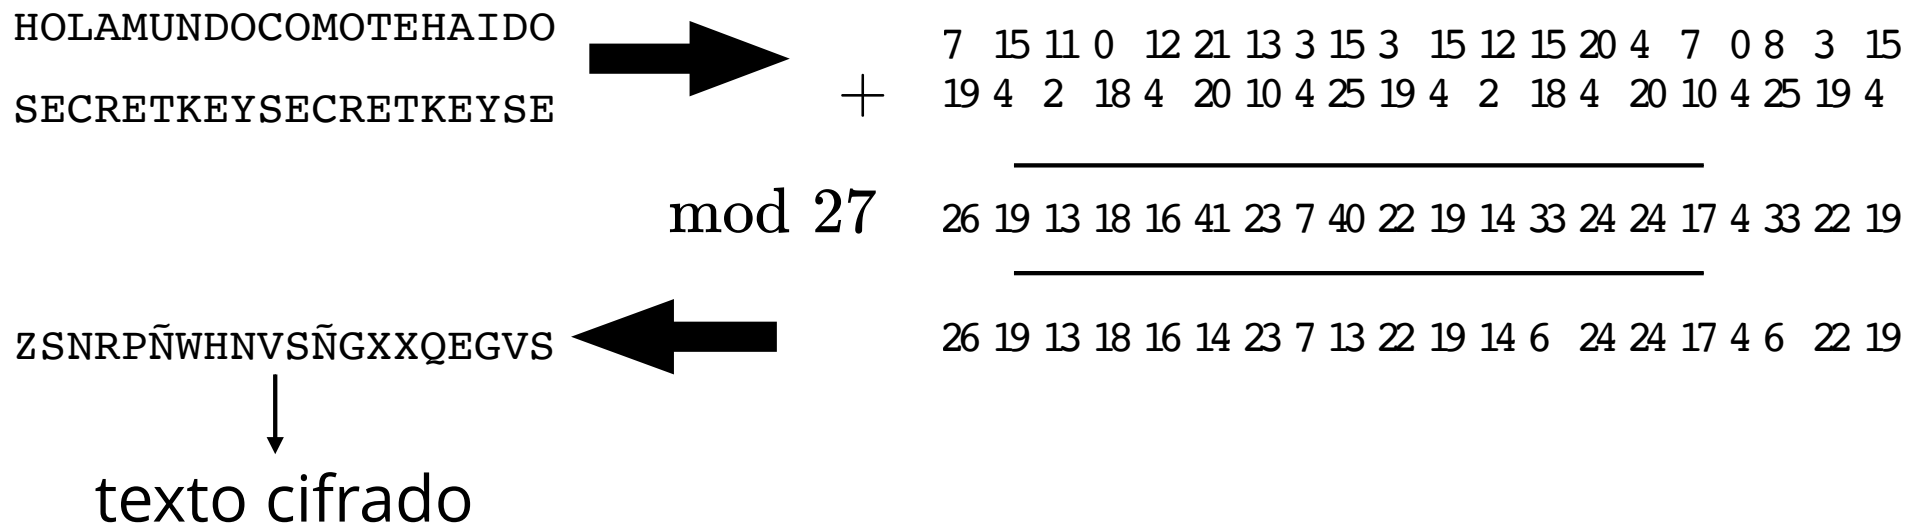 HOLAMUNDOCOMOTEHAIDO
SECRETKEYSECRETKEYSE
7 15 11 0 12 21 13 3 15 3 15 12 15 20 4 7 0 8 3 15
+ 19 4 2 18 4 20 10 4 25 19 4 2 18 4 20 10 4 25 19 4
mod 27
26 19 13 18 16 41 23 7 40 22 19 14 33 24 24 17 4 33 22 19
ZSNRPÑWHNVSÑGXXQEGVS
26 19 13 18 16 14 23 7 13 22 19 14 6 24 24 17 4 6 22 19
texto cifrado